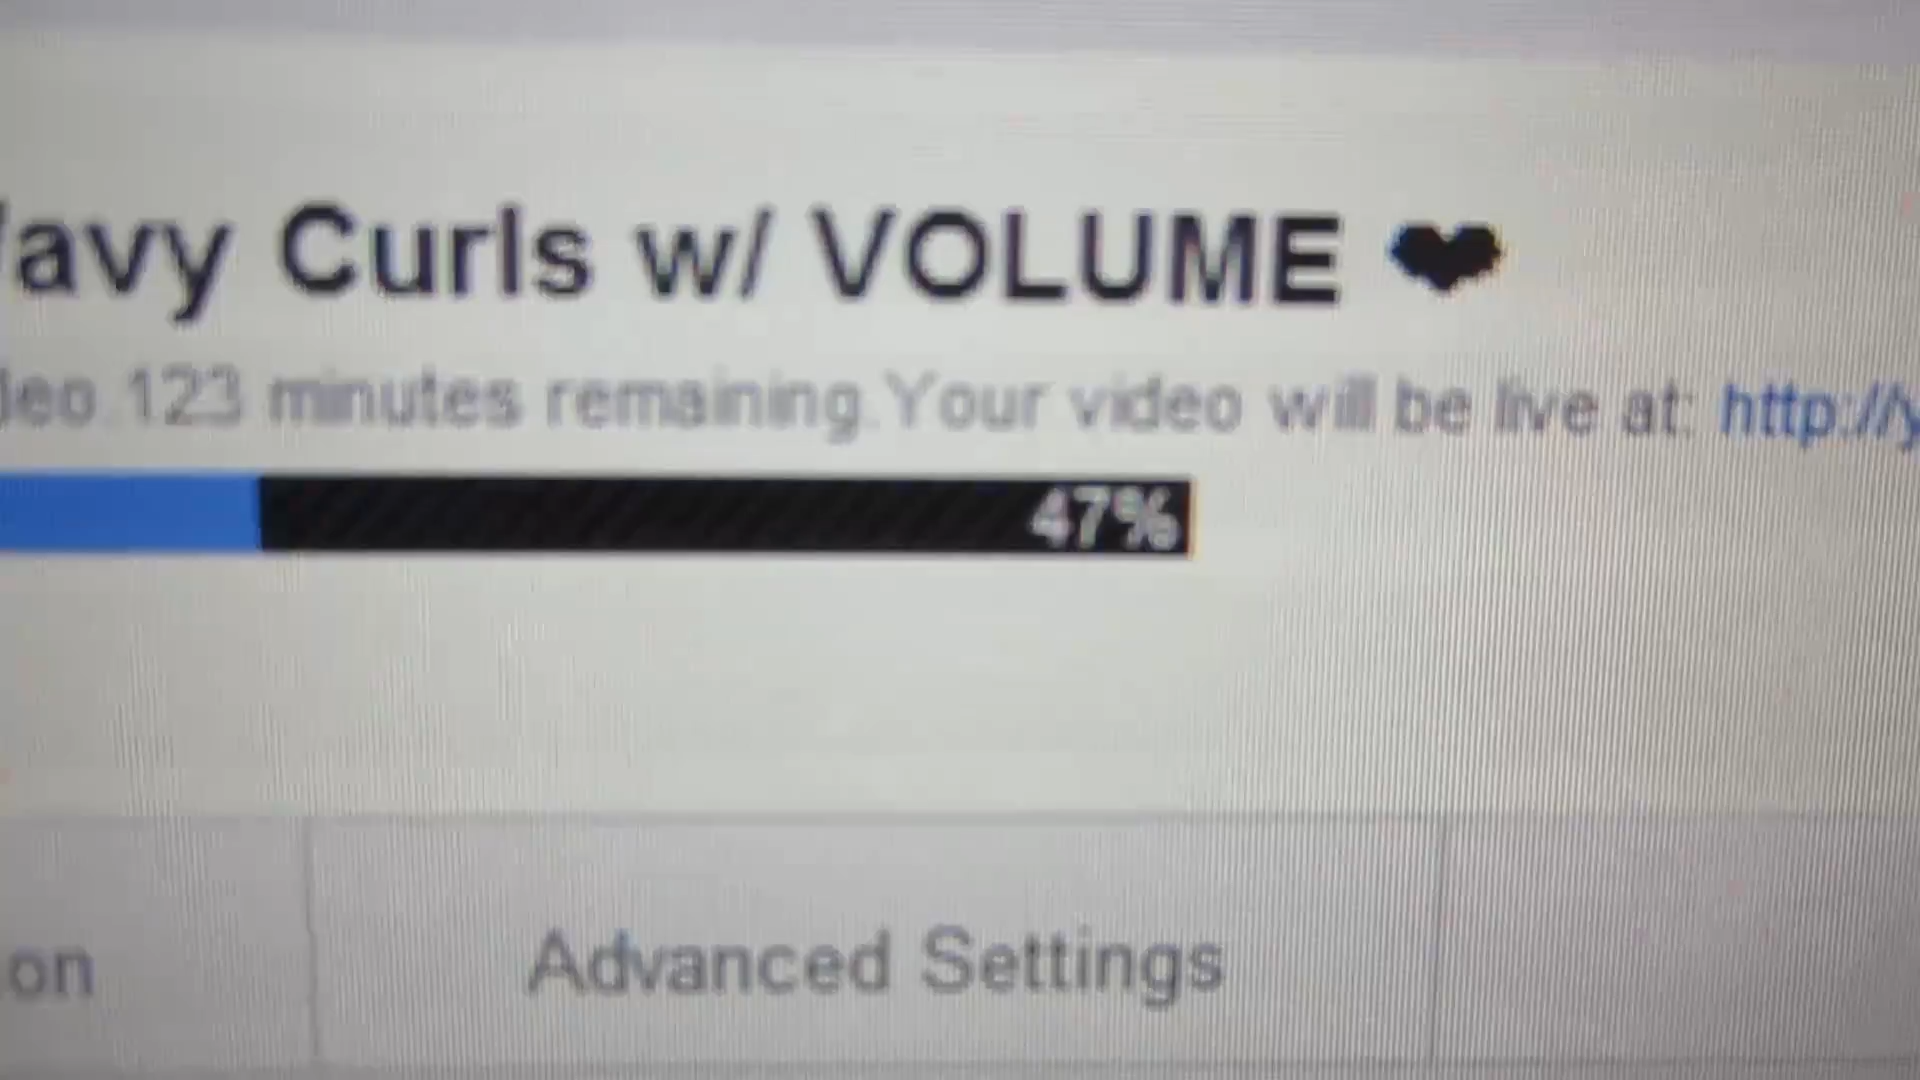 avy Curls w/ VOLUME ❤
deo. 123 minutes remaining. Your video will be live at: http://y
47%
on
Advanced Settings